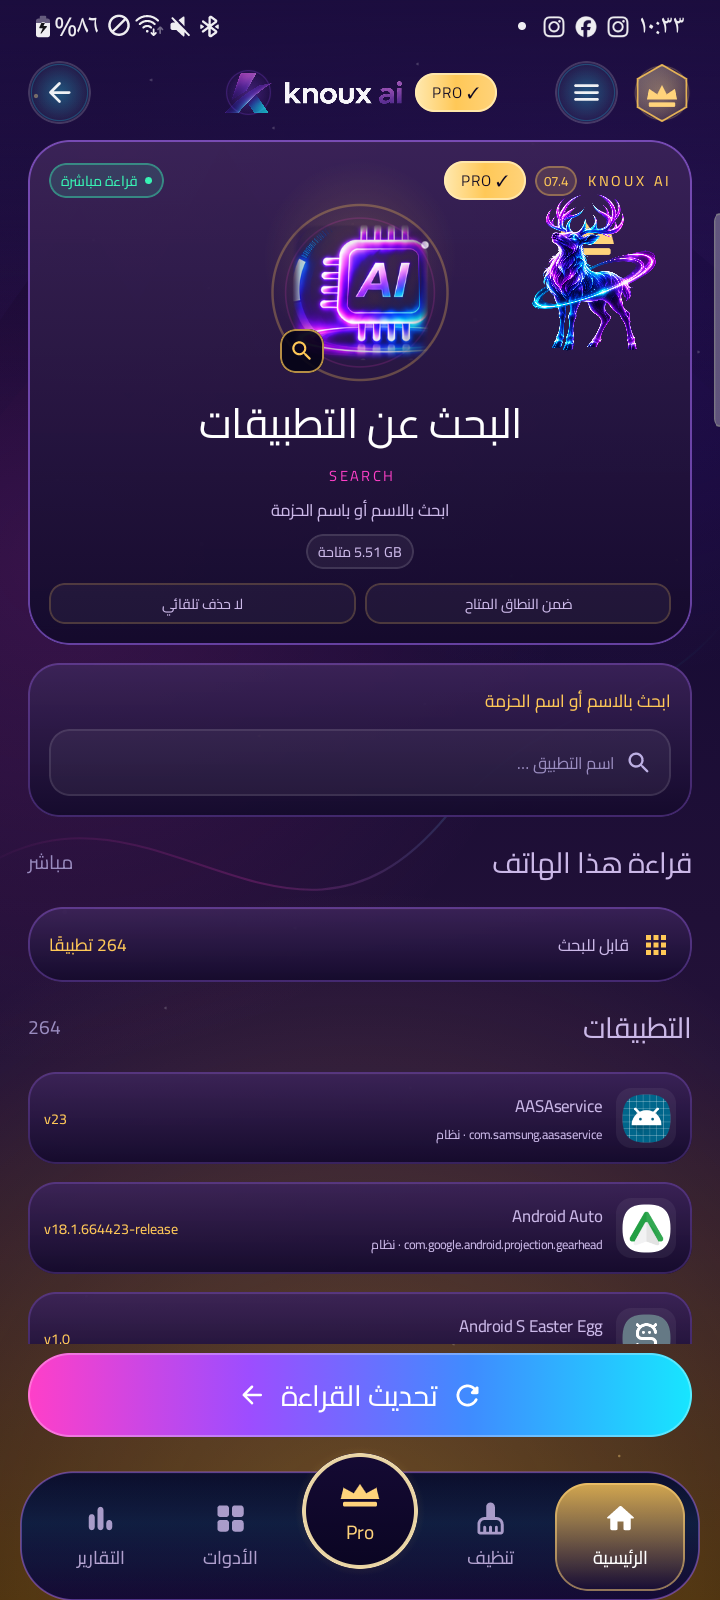 ١٠:٣٣
%٨٦
knoux ai
PRO ✓
KNOUX AI
07.4
PRO ✓
قراءة مباشرة
AI
البحث عن التطبيقات
SEARCH
ابحث بالاسم أو باسم الحزمة
5.51 GB متاحة
ضمن النطاق المتاح
لا حذف تلقائي
ابحث بالاسم أو اسم الحزمة
اسم التطبيق ...
قراءة هذا الهاتف
مباشر
قابل للبحث
264 تطبيقًا
التطبيقات
264
AASAservice
com.samsung.aasaservice · نظام
v23
Android Auto
com.google.android.projection.gearhead · نظام
v18.1.664423-release
Android S Easter Egg
v1.0
تحديث القراءة
الرئيسية
تنظيف
Pro
الأدوات
التقارير